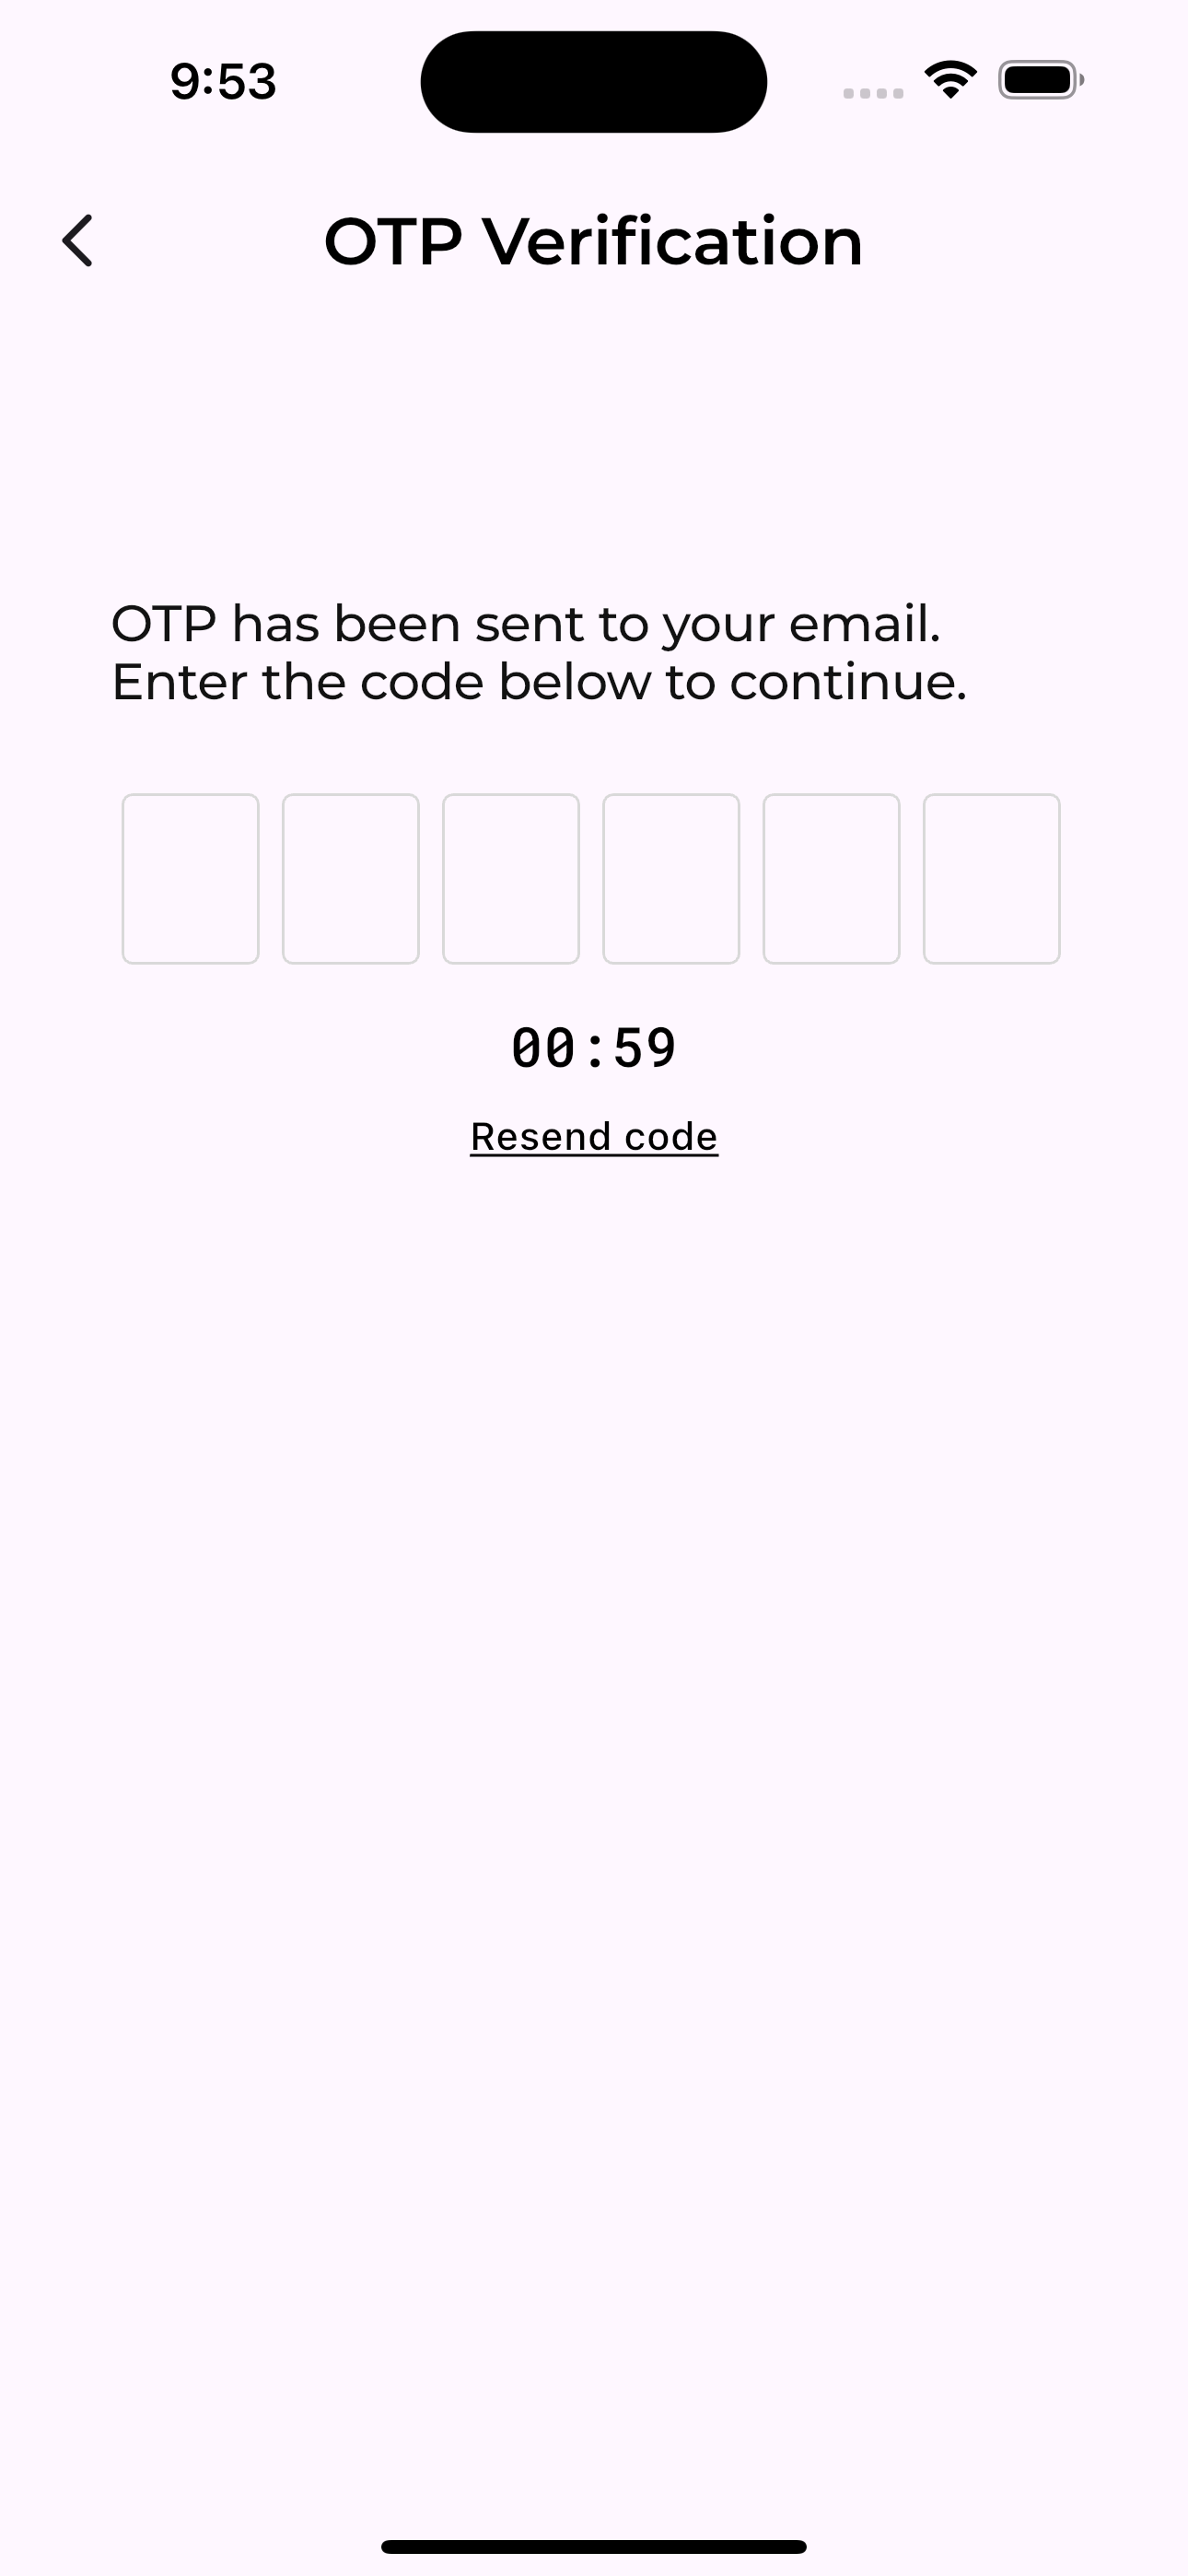 9:53
OTP Verification
OTP has been sent to your email.
Enter the code below to continue.
00:59
Resend code